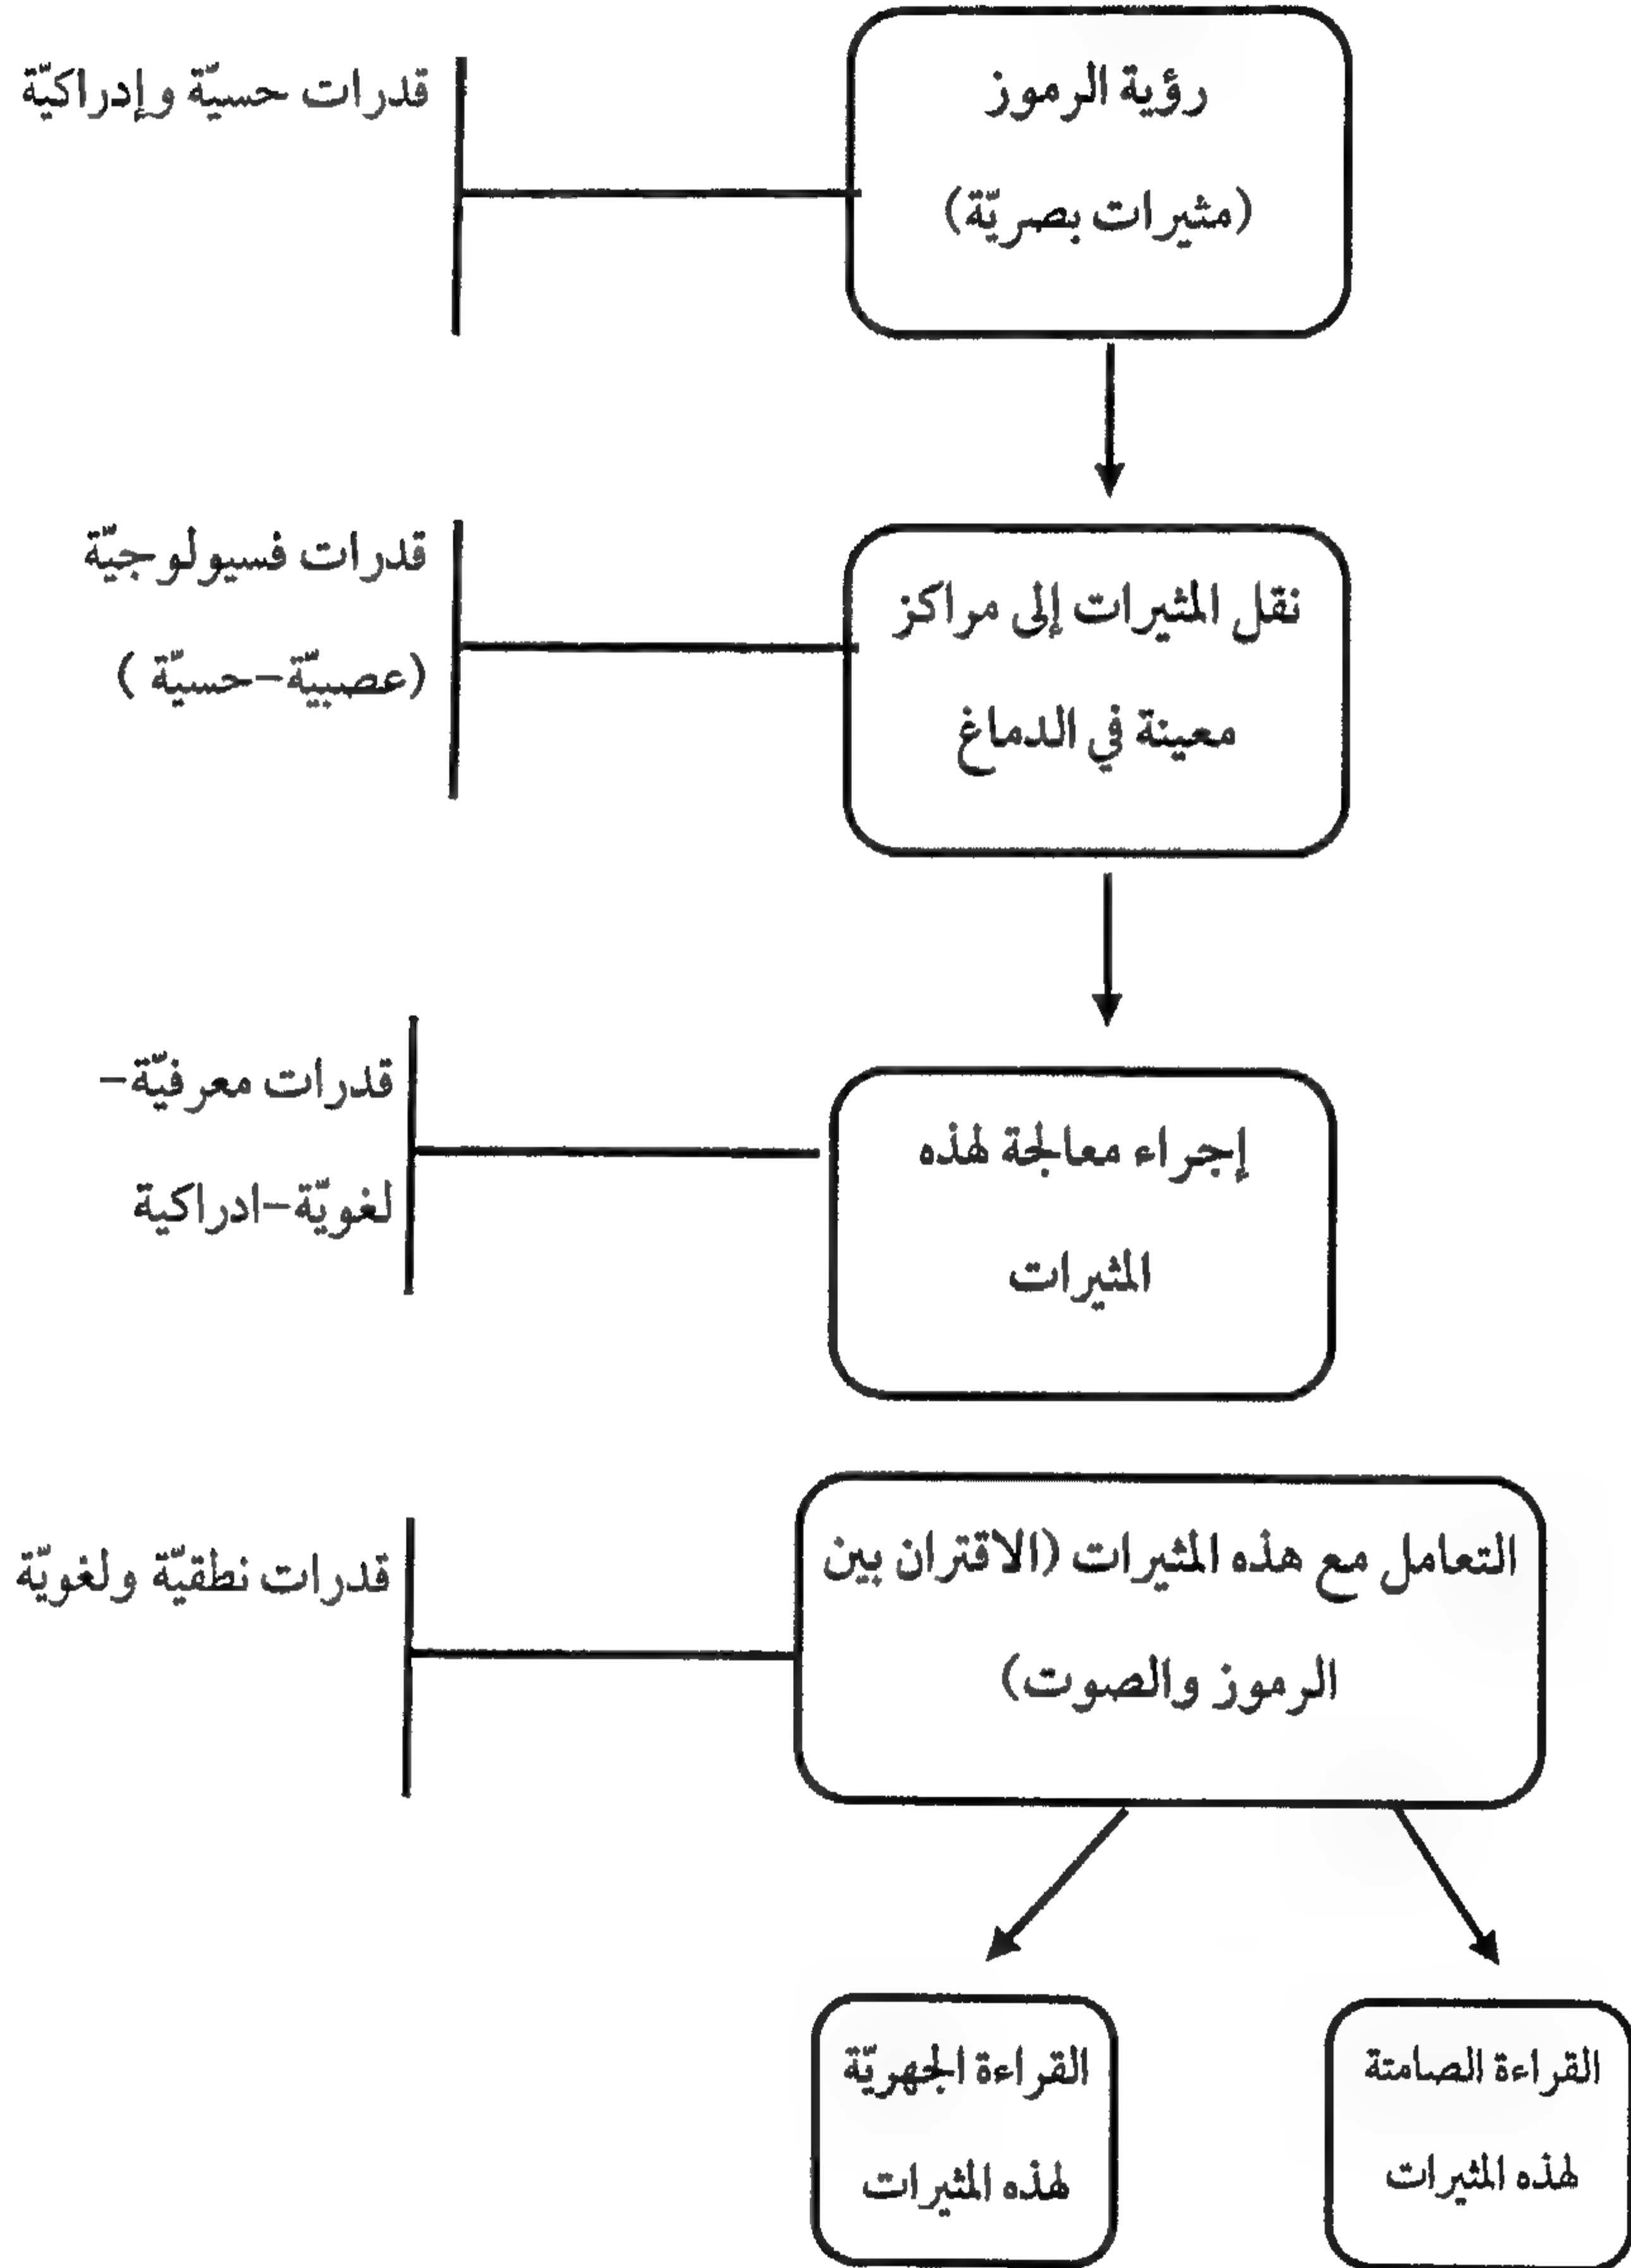 رؤية الرموز
(مثيرات بصريّة)
قدرات حسيّة وإدراكيّة
نقل المثيرات إلى مراكز
معينة في الدماغ
قدرات فسيولوجيّة
(عصبيّة-حسيّة )
إجراء معالجة لهذه
المثيرات
قدرات معرفيّة-
لغويّة-ادراكية
التعامل مع هذه المثيرات (الاقتران بين
الرموز والصوت)
قدرات نطقيّة ولغويّة
القراءة الصامتة
لهذه المثيرات
القراءة الجهريّة
لهذه المثيرات